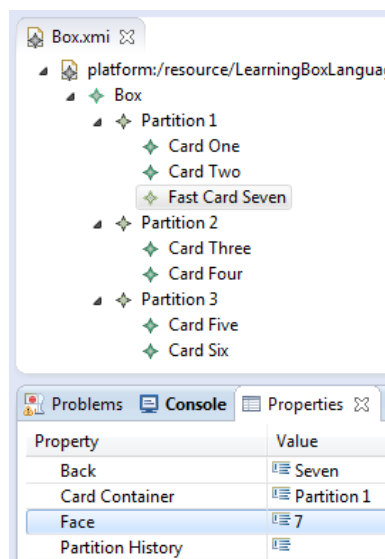 Box.xmi
platform:/resource/LearningBoxLangua
Box
Partition 1
Card One
Card Two
Fast Card Seven
Partition 2
Card Three
Card Four
Partition 3
Card Five
Card Six
Problems Console Properties
Property Value
Back Seven
Card Container Partition 1
Face 7
Partition History